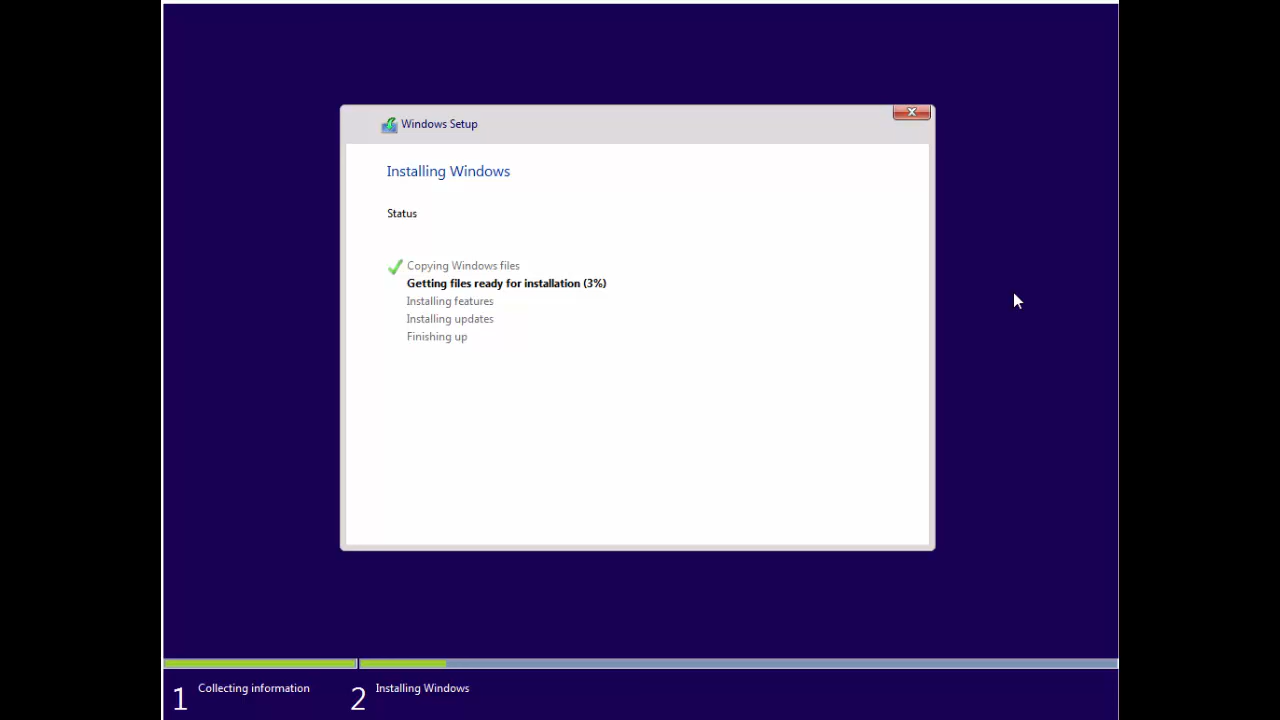 Windows Setup
Installing Windows
Status
Copying Windows files
Getting files ready for installation (3%)
Installing features
Installing updates
Finishing up
1 Collecting information 2 Installing Windows